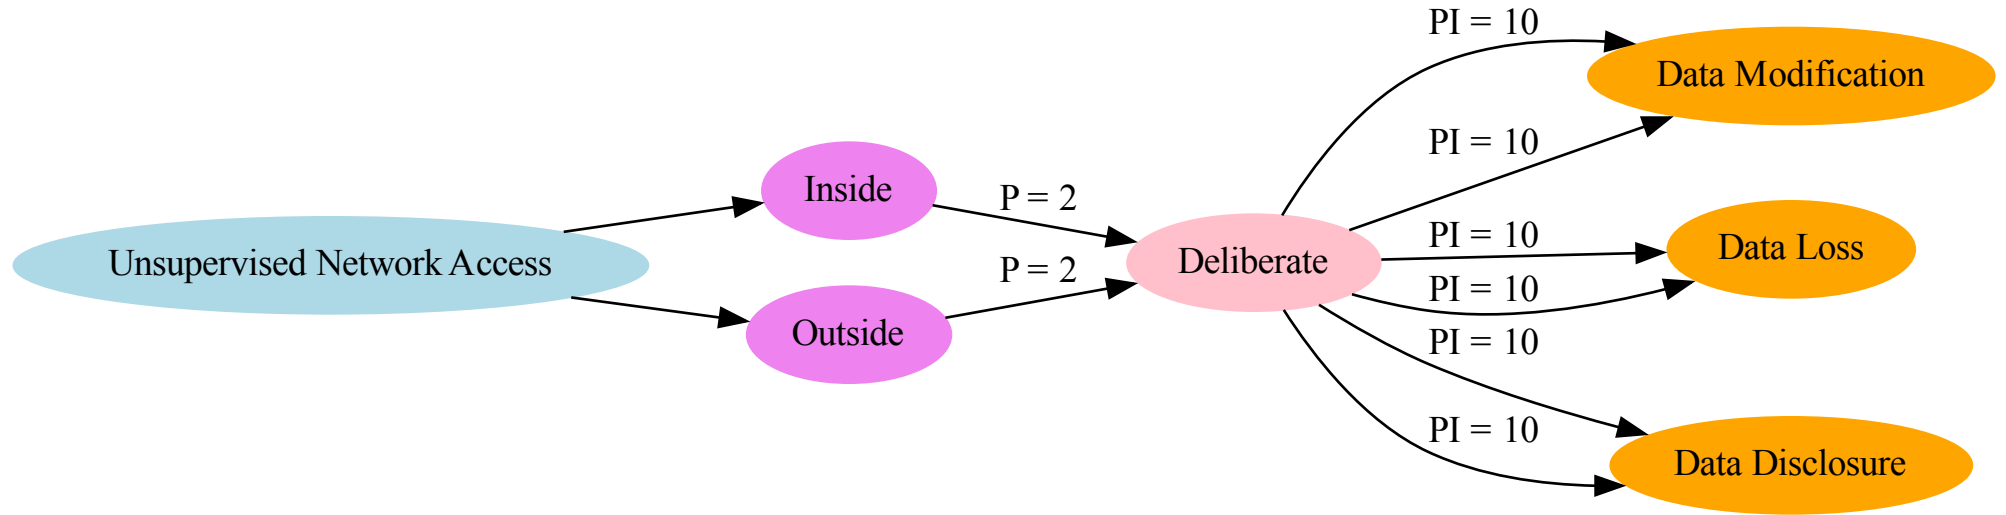 Unsupervised Network Access
Inside
Outside
P = 2
P = 2
Deliberate
PI = 10
PI = 10
PI = 10
PI = 10
PI = 10
PI = 10
Data Modification
Data Loss
Data Disclosure